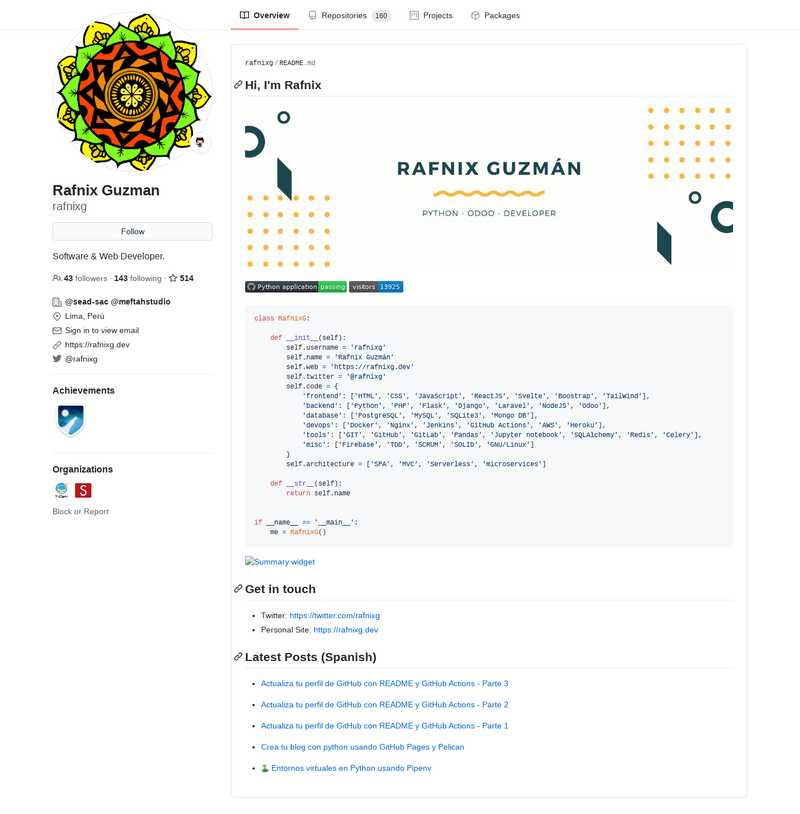 Overview
Repositories 160
Projects
Packages
Rafnix Guzman
rafnixg
Follow
Software & Web Developer.
43 followers · 143 following · 514
@sead-sac @meftahstudio
Lima, Perú
Sign in to view email
https://rafnixg.dev
@rafnixg
Achievements
Organizations
Block or Report
rafnixg / README.md
Hi, I'm Rafnix
RAFNIX GUZMÁN
PYTHON - ODOO - DEVELOPER
Python application passing visitors 13925
class RafnixG:
def __init__(self):
self.username = 'rafnixg'
self.name = 'Rafnix Guzmán'
self.web = 'https://rafnixg.dev'
self.twitter = '@rafnixg'
self.code = {
'frontend': ['HTML', 'CSS', 'JavaScript', 'ReactJS', 'Svelte', 'Boostrap', 'TailWind'],
'backend': ['Python', 'PHP', 'Flask', 'Django', 'Laravel', 'NodeJS', 'Odoo'],
'database': ['PostgreSQL', 'MySQL', 'SQLite3', 'Mongo DB'],
'devops': ['Docker', 'Nginx', 'Jenkins', 'GitHub Actions', 'AWS', 'Heroku'],
'tools': ['GIT', 'GitHub', 'GitLab', 'Pandas', 'Jupyter notebook', 'SQLAlchemy', 'Redis', 'Celery'],
'misc': ['Firebase', 'TDD', 'SCRUM', 'SOLID', 'GNU/Linux']
}
self.architecture = ['SPA', 'MVC', 'Serverless', 'microservices']
def __str__(self):
return self.name
if __name__ == '__main__':
me = RafnixG()
Summary widget
Get in touch
Twitter: https://twitter.com/rafnixg
Personal Site: https://rafnixg.dev
Latest Posts (Spanish)
Actualiza tu perfil de GitHub con README y GitHub Actions - Parte 3
Actualiza tu perfil de GitHub con README y GitHub Actions - Parte 2
Actualiza tu perfil de GitHub con README y GitHub Actions - Parte 1
Crea tu blog con python usando GitHub Pages y Pelican
Entornos virtuales en Python usando Pipenv